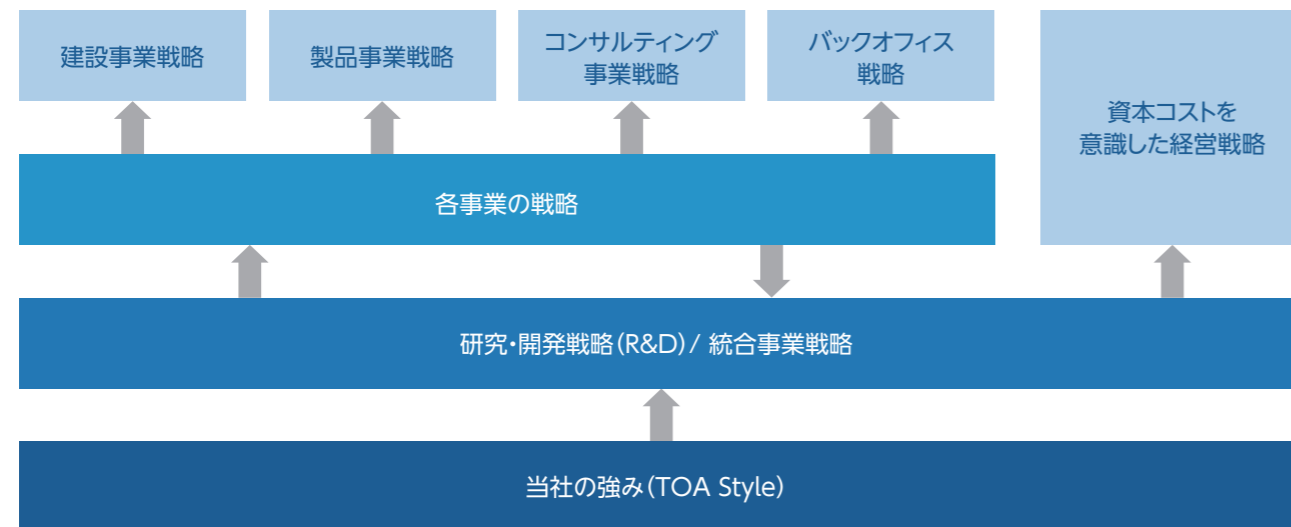 建設事業戦略
製品事業戦略
コンサルティング
事業戦略
バックオフィス
戦略
資本コストを
意識した経営戦略
各事業の戦略
研究・開発戦略(R&D)/ 統合事業戦略
当社の強み(TOA Style)